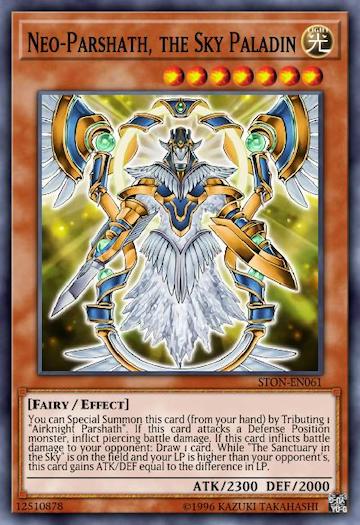 NEO-PARSHATH, THE SKY PALADIN
LIGHT
光
STON-EN061
[FAIRY / EFFECT]
You can Special Summon this card (from your hand) by Tributing 1
"Airknight Parshath". If this card attacks a Defense Position
monster, inflict piercing battle damage. If this card inflicts battle
damage to your opponent: Draw 1 card. While "The Sanctuary in
the Sky" is on the field and your LP is higher than your opponent's,
this card gains ATK/DEF equal to the difference in LP.
ATK/2300 DEF/2000
12510878
©1996 KAZUKI TAKAHASHI